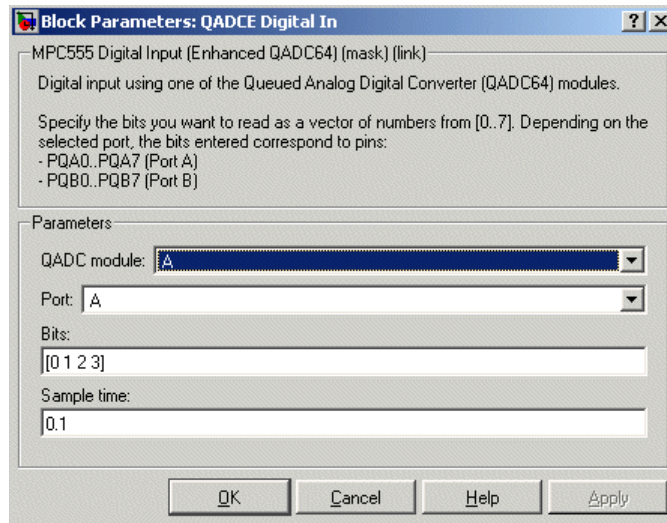 Block Parameters: QADCE Digital In
MPC555 Digital Input (Enhanced QADC64) (mask) (link)
Digital input using one of the Queued Analog Digital Converter (QADC64) modules.
Specify the bits you want to read as a vector of numbers from [0..7]. Depending on the
selected port, the bits entered correspond to pins:
- PQA0..PQA7 (Port A)
- PQB0..PQB7 (Port B)
Parameters
QADC module: A
Port: A
Bits:
[0 1 2 3]
Sample time:
0.1
OK Cancel Help Apply